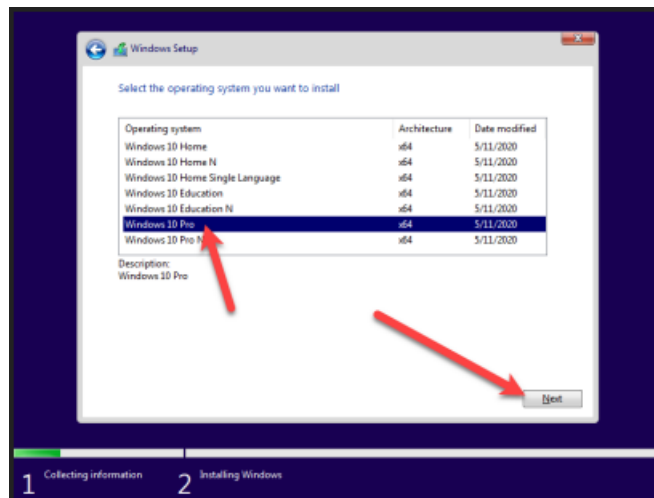 Windows Setup
Select the operating system you want to install
Operating system Architecture Date modified
Windows 10 Home x64 5/11/2020
Windows 10 Home N x64 5/11/2020
Windows 10 Home Single Language x64 5/11/2020
Windows 10 Education x64 5/11/2020
Windows 10 Education N x64 5/11/2020
Windows 10 Pro x64 5/11/2020
Windows 10 Pro N x64 5/11/2020
Description:
Windows 10 Pro
Next
1 Collecting information 2 Installing Windows